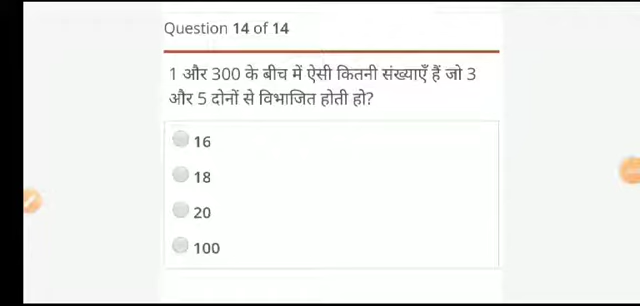 Question 14 of 14
1 और 300 के बीच में ऐसी कितनी संख्याएँ हैं जो 3
और 5 दोनों से विभाजित होती हो?
16
18
20
100